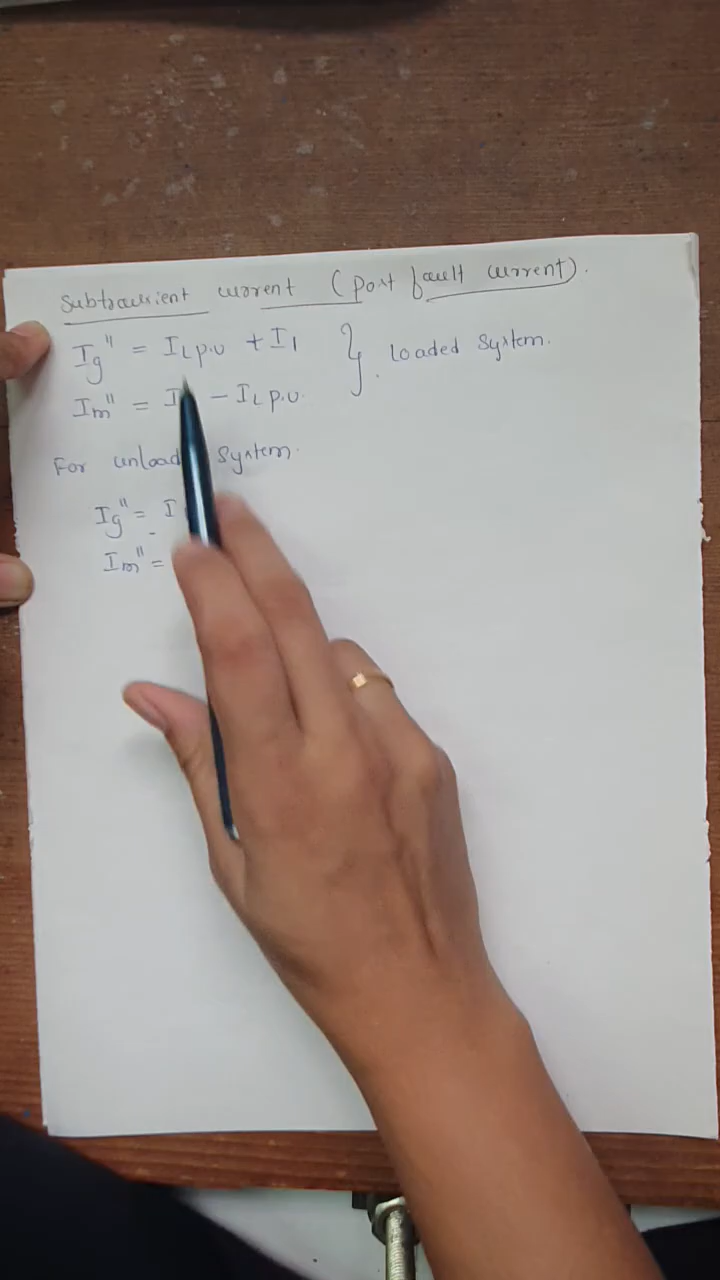 Subtransient current (post fault current).
Ig" = IL p.u + I1 } Loaded system.
Im" = I - IL p.u.
For unload system.
Ig" = I
Im" =